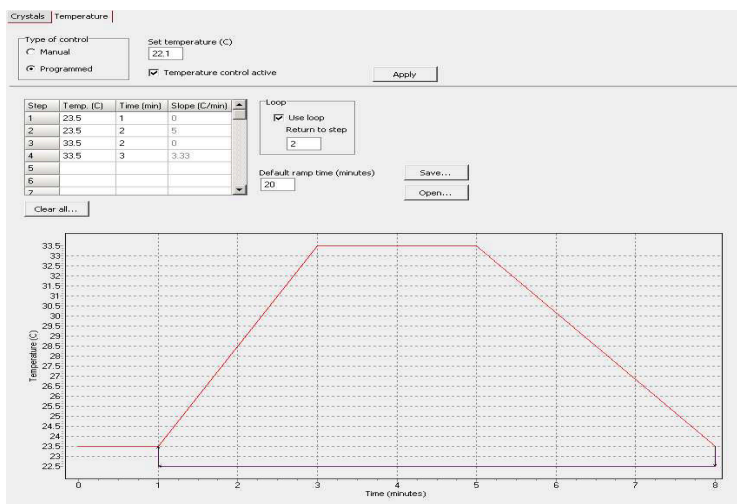 Crystals Temperature
Type of control
Manual
Programmed
Set temperature (C)
22.1
Temperature control active
Apply
Step Temp. (C) Time (min) Slope (C/min)
1 23.5 1 0
2 23.5 2 5
3 33.5 2 0
4 33.5 3 3.33
5
6
7
Loop
Use loop
Return to step
2
Default ramp time (minutes)
20
Save...
Open...
Clear all...
33.5
33
32.5
32
31.5
31
30.5
30
29.5
29
28.5
28
27.5
27
26.5
26
25.5
25
24.5
24
23.5
23
22.5
Temperature (C)
0 1 2 3 4 5 6 7 8
Time (minutes)